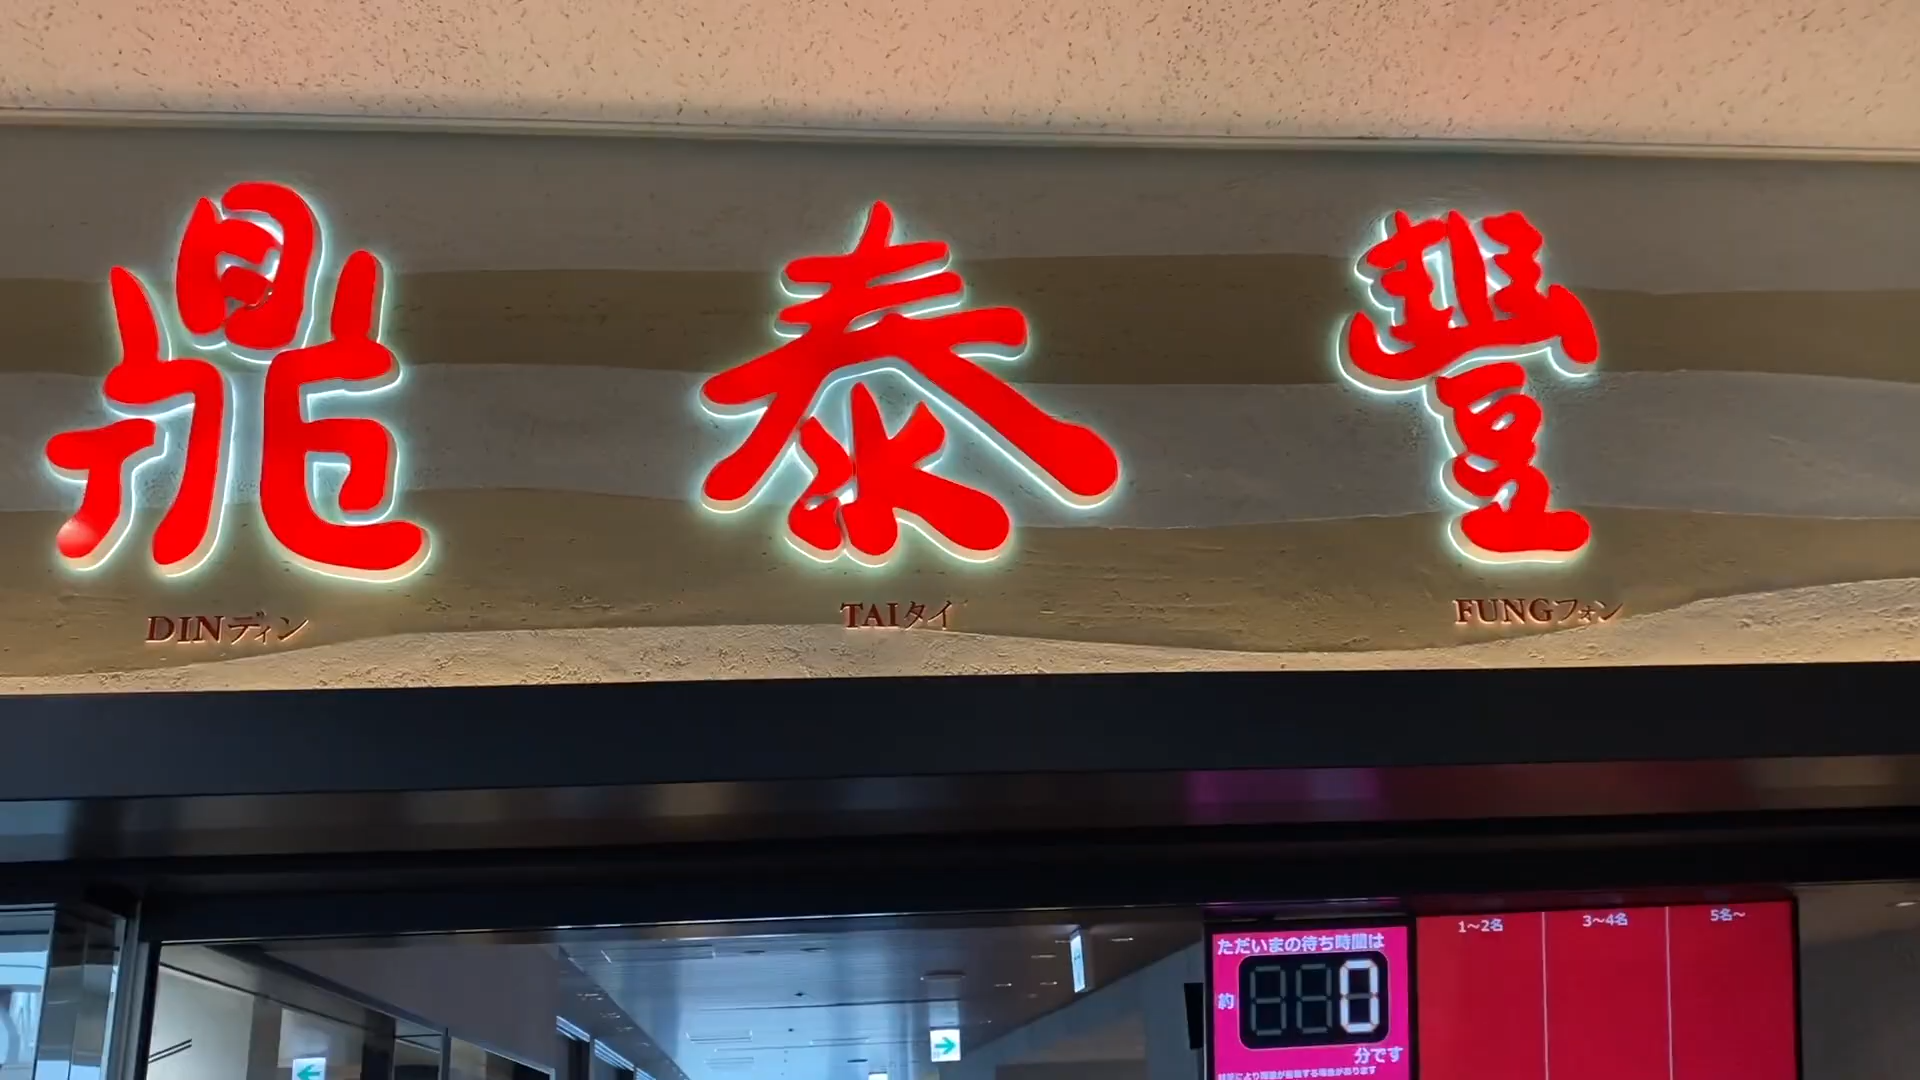 鼎 泰 豐
DINディン TAIタイ FUNGフォン
ただいまの待ち時間は
約 0
分です
1～2名 3～4名 5名～